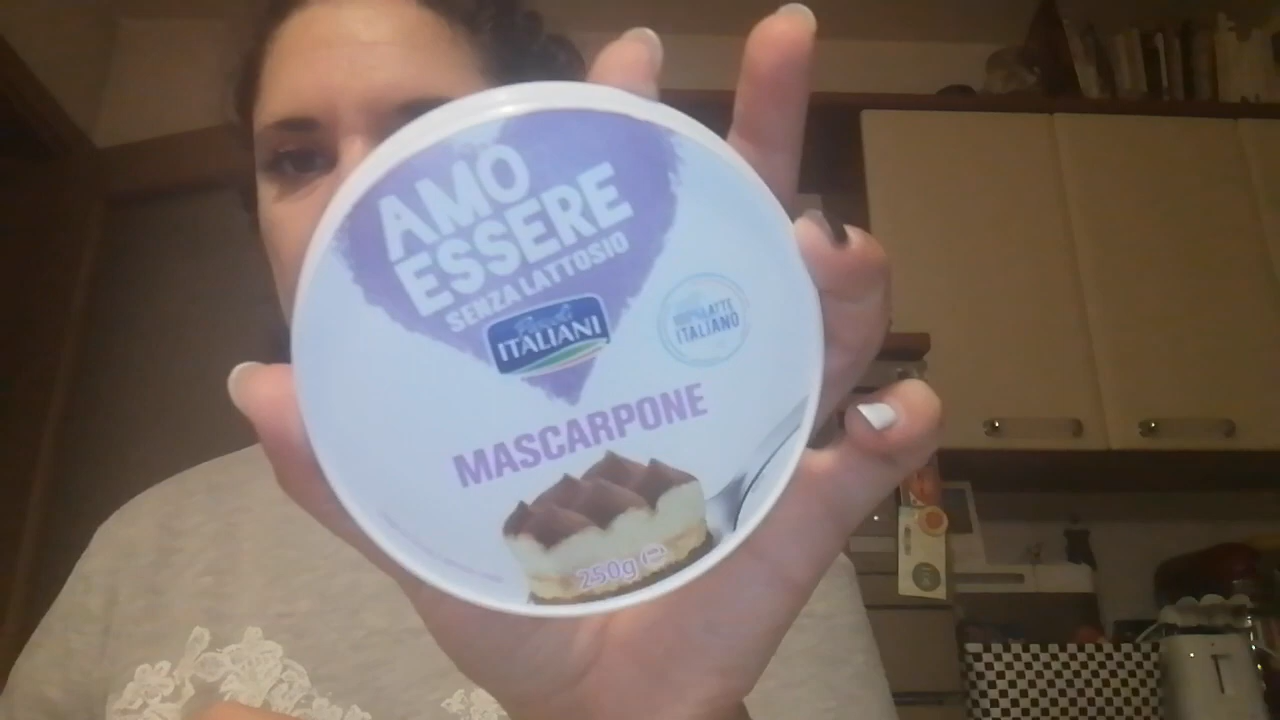 AMO
ESSERE
SENZA LATTOSIO
ITALIANI
LATTE
ITALIANO
MASCARPONE
250g e